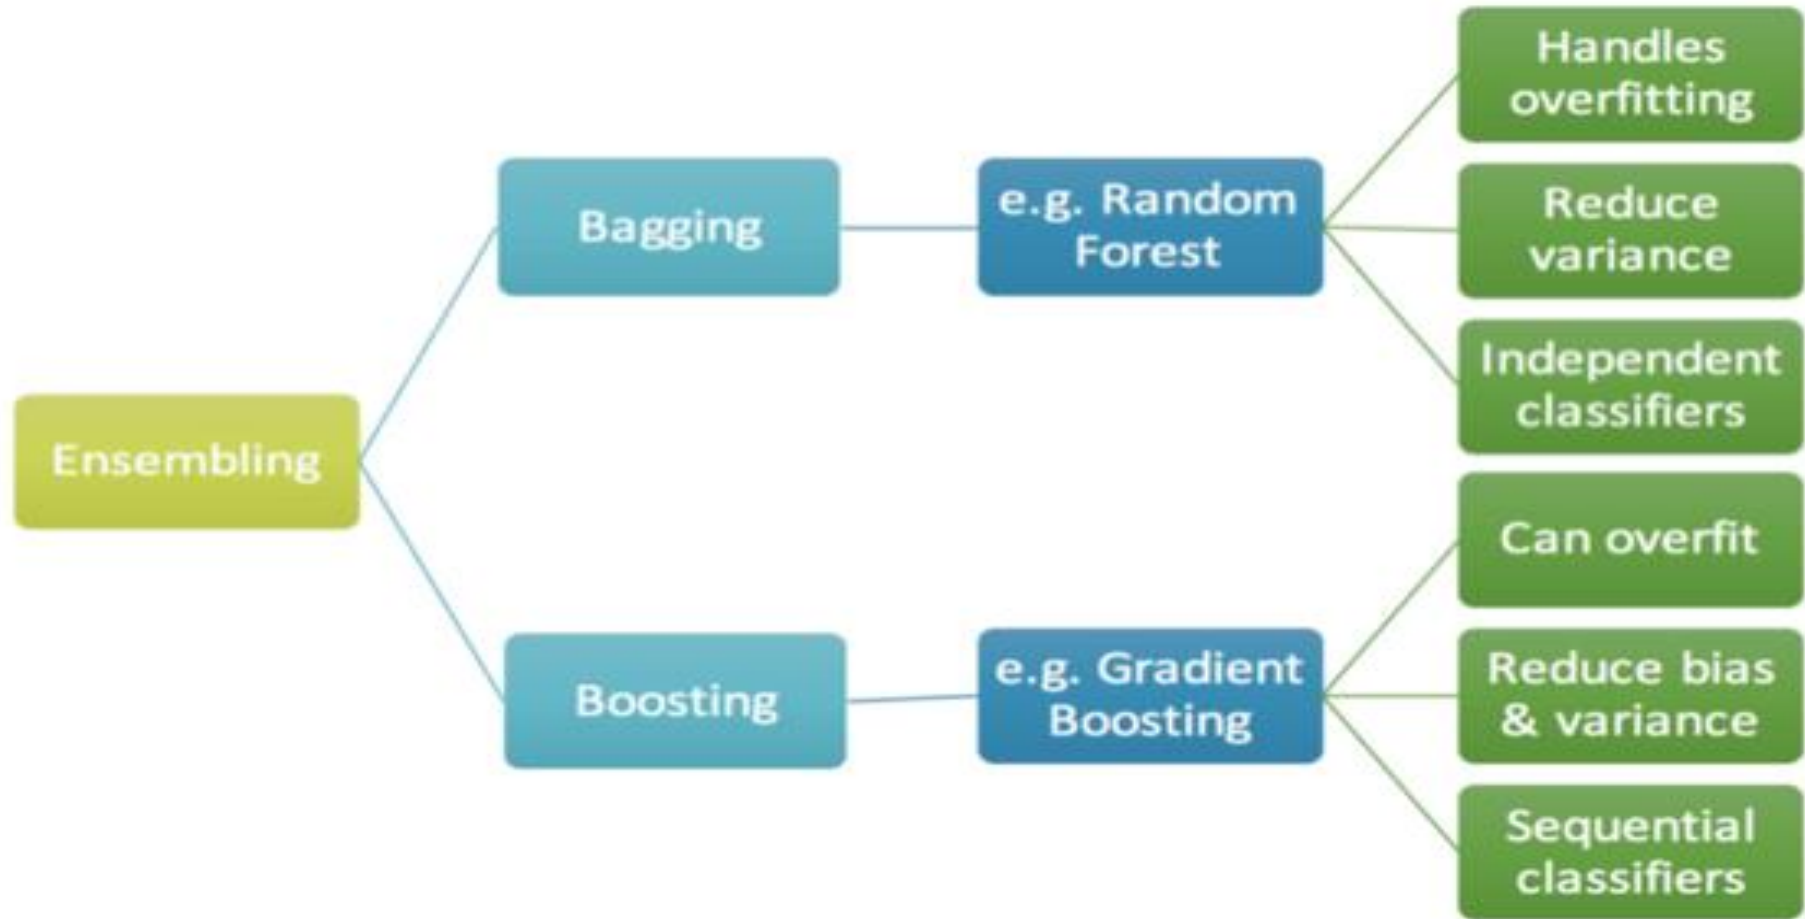 Ensembling
Bagging
e.g. Random
Forest
Handles
overfitting
Reduce
variance
Independent
classifiers
Boosting
e.g. Gradient
Boosting
Can overfit
Reduce bias
& variance
Sequential
classifiers